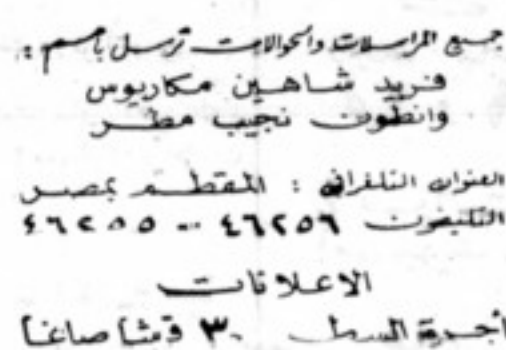 جميع المراسلات والحوالات ترسل باسم :
فريد شاهين مكاريوس
وانطون نجيب مطر
العنوان التلغرافى : المقطم بمصر
التليفون ٤٦٢٥٦ - ٤٦٢٥٥
الاعلانات
أجرة السطر ٣٠ قرشا صاغا